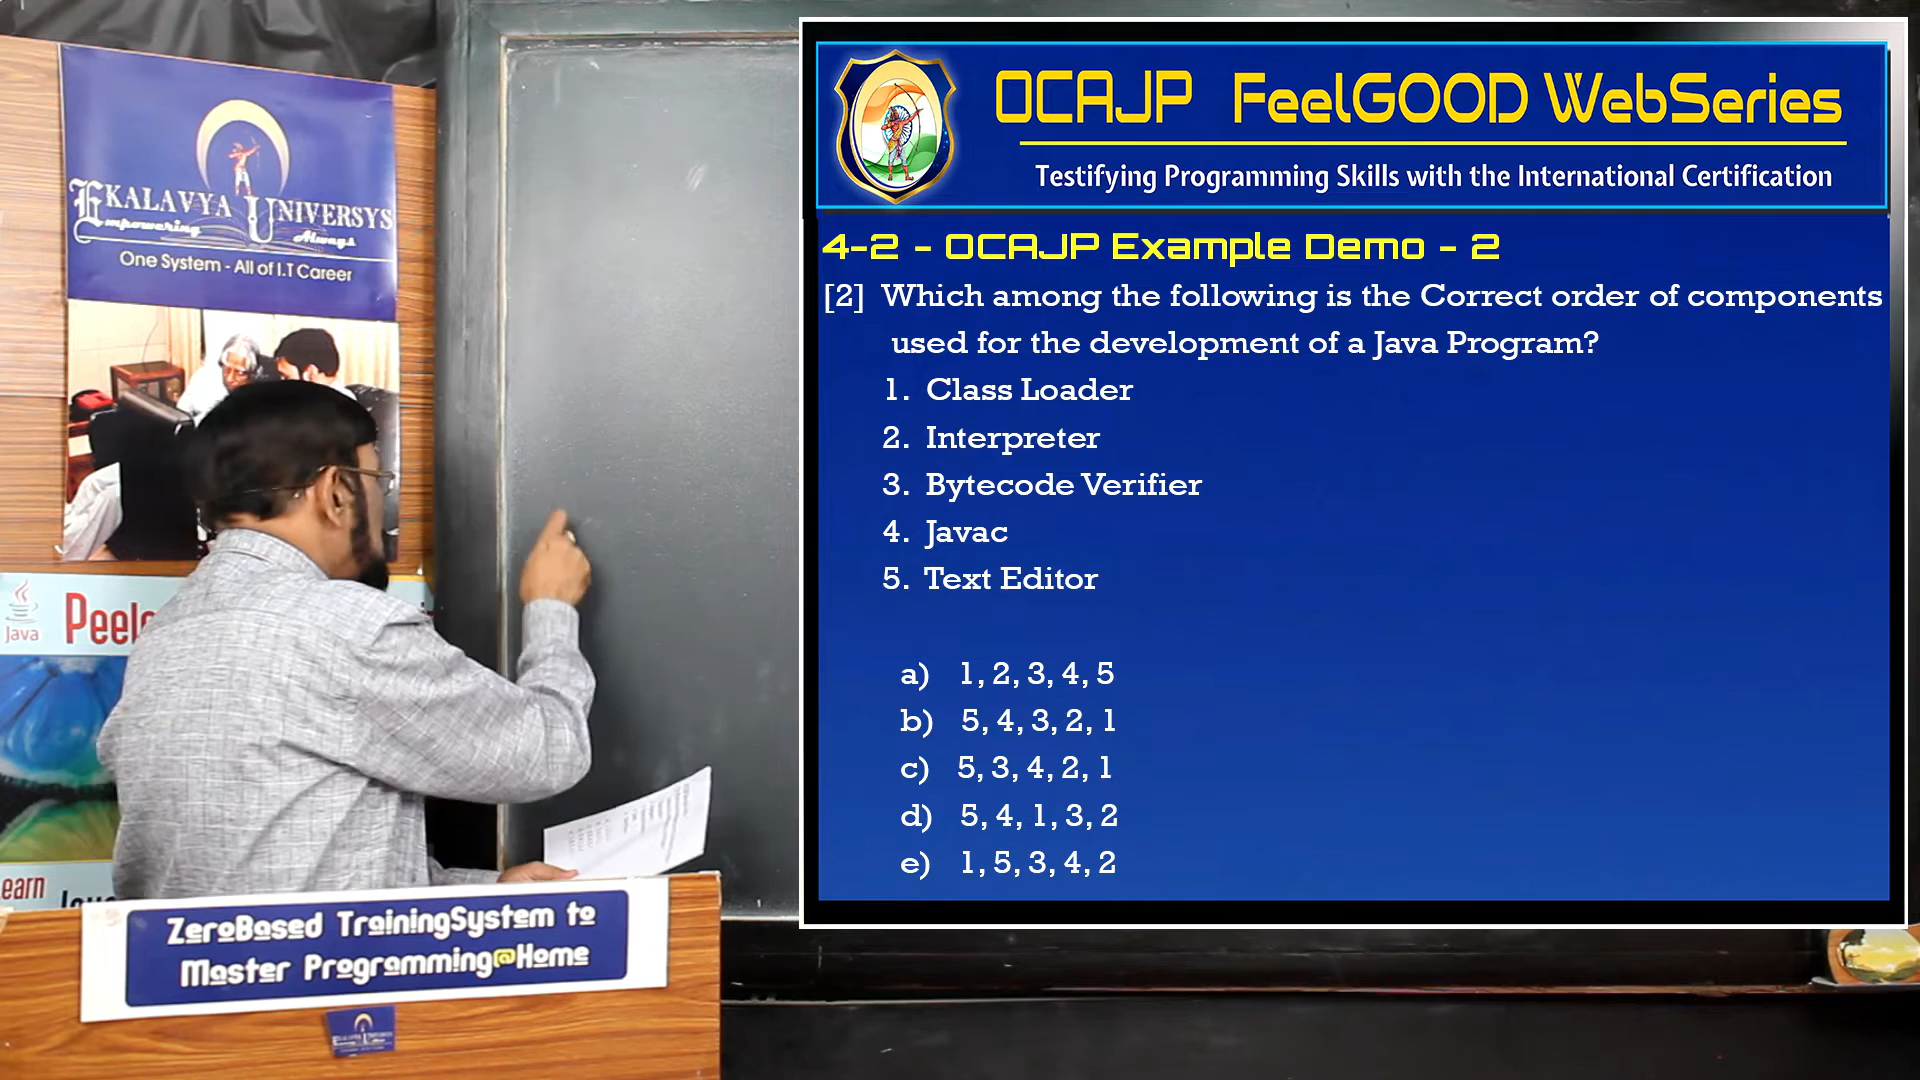 EKALAVYA UNIVERSYS
Empowering Always
One System - All of I.T Career
Java
Peelo
earn
ZeroBased TrainingSystem to
Master Programming@Home
OCAJP FeelGOOD WebSeries
Testifying Programming Skills with the International Certification
4-2 - OCAJP Example Demo - 2
[2] Which among the following is the Correct order of components
used for the development of a Java Program?
1. Class Loader
2. Interpreter
3. Bytecode Verifier
4. Javac
5. Text Editor
a) 1, 2, 3, 4, 5
b) 5, 4, 3, 2, 1
c) 5, 3, 4, 2, 1
d) 5, 4, 1, 3, 2
e) 1, 5, 3, 4, 2